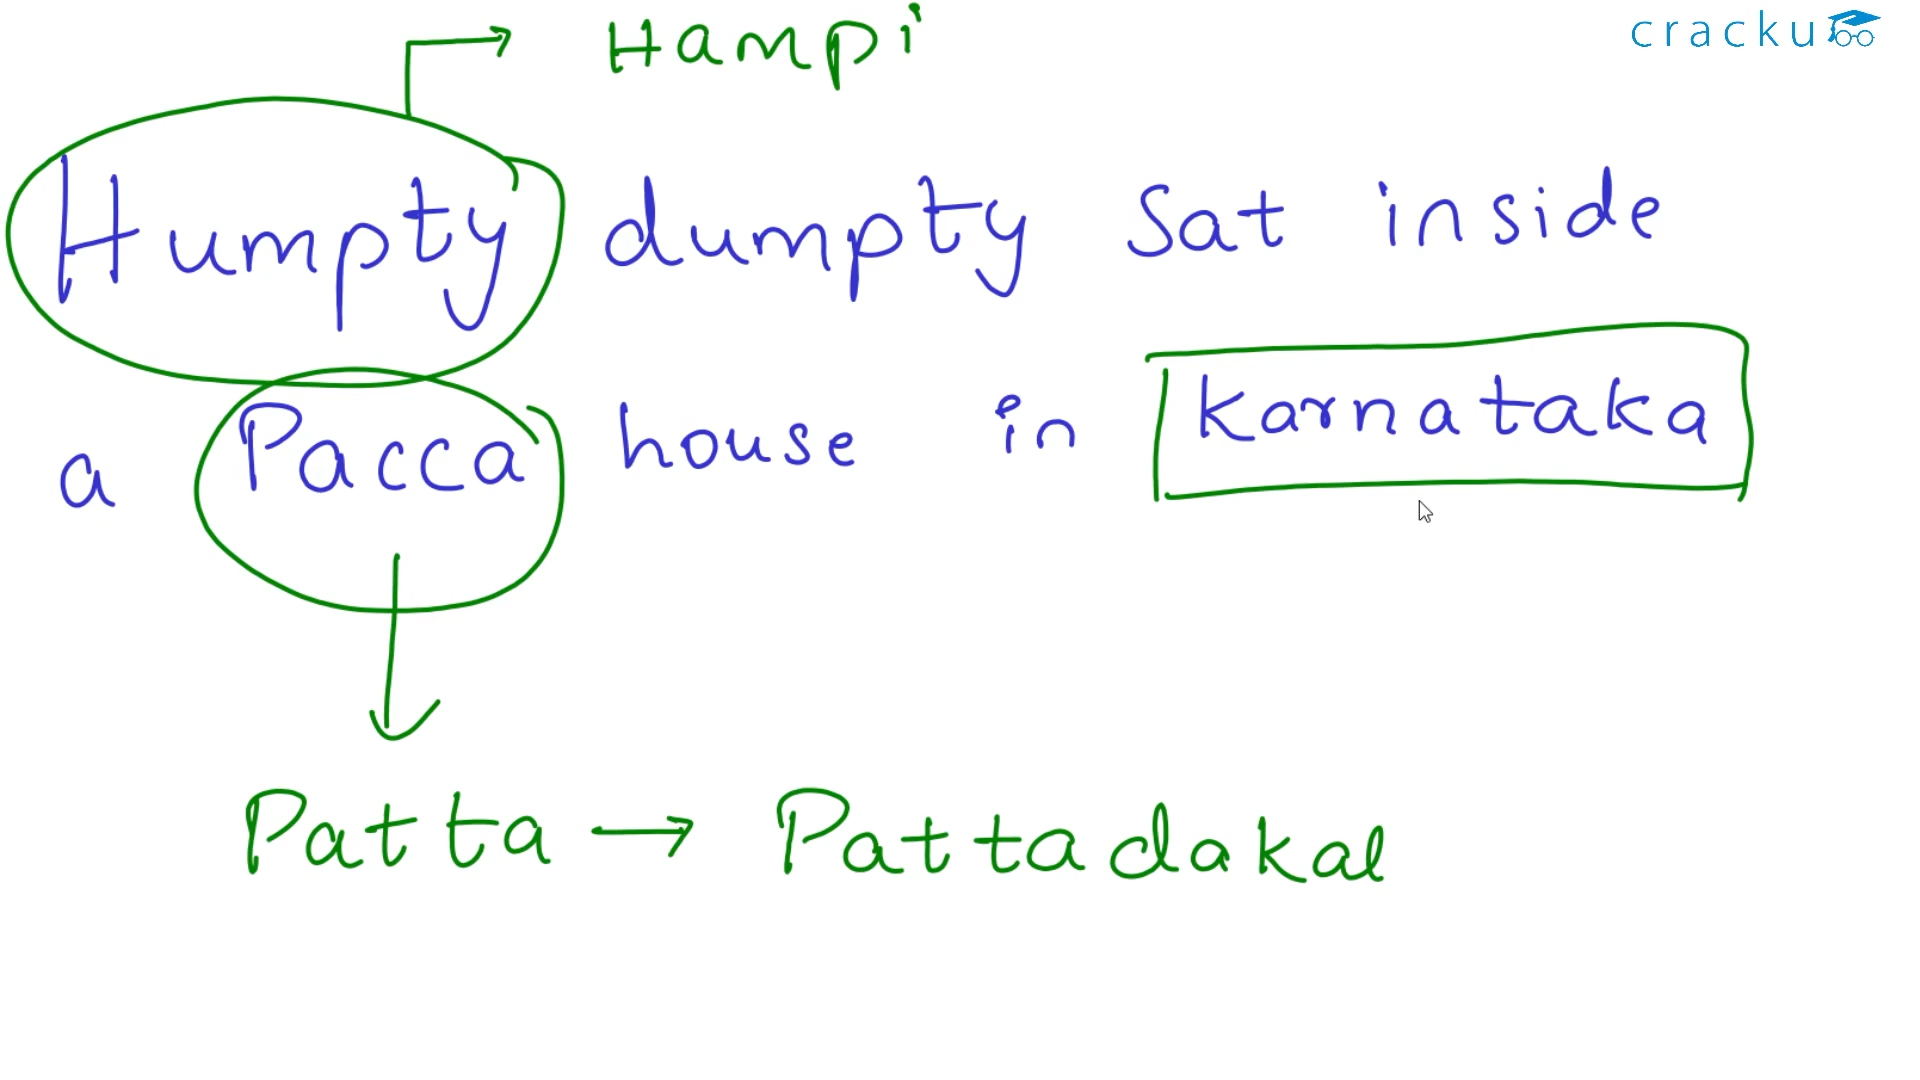 Hampi
cracku
Humpty dumpty Sat inside
a Pacca house in Karnataka
Patta → Pattadakal